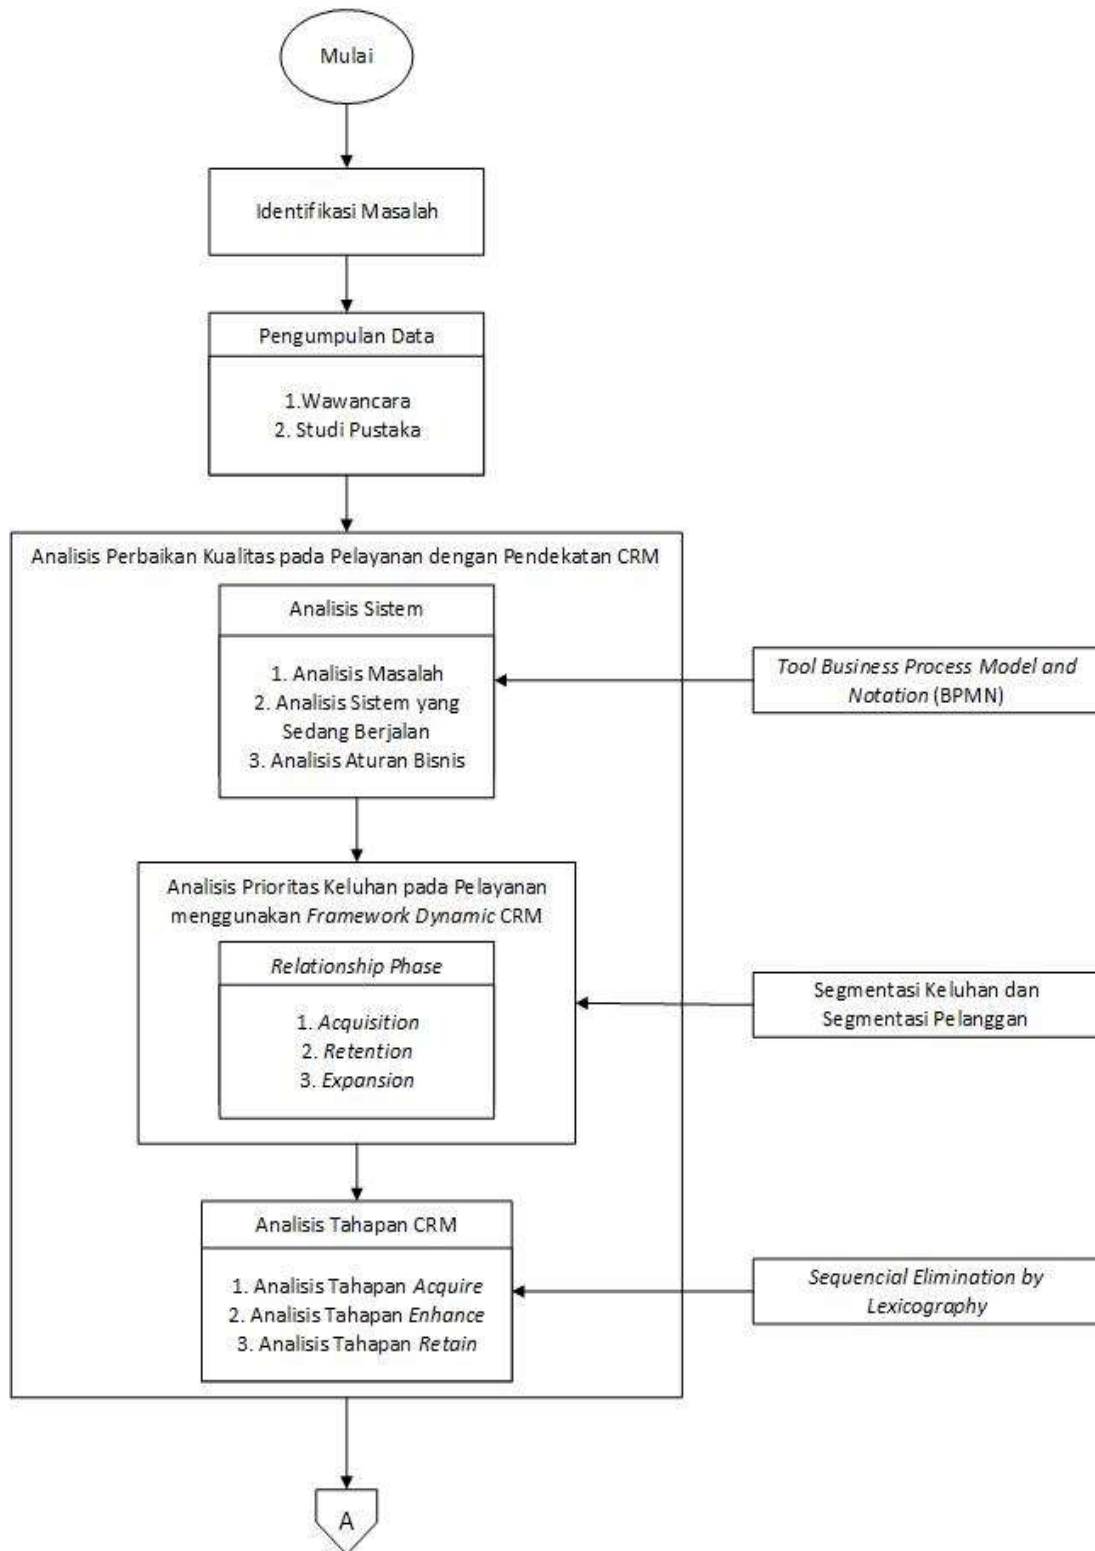 Mulai
Identifikasi Masalah
Pengumpulan Data
1.Wawancara
2. Studi Pustaka
Analisis Perbaikan Kualitas pada Pelayanan dengan Pendekatan CRM
Analisis Sistem
1. Analisis Masalah
2. Analisis Sistem yang
Sedang Berjalan
3. Analisis Aturan Bisnis
Tool Business Process Model and
Notation (BPMN)
Analisis Prioritas Keluhan pada Pelayanan
menggunakan Framework Dynamic CRM
Relationship Phase
1. Acquisition
2. Retention
3. Expansion
Segmentasi Keluhan dan
Segmentasi Pelanggan
Analisis Tahapan CRM
1. Analisis Tahapan Acquire
2. Analisis Tahapan Enhance
3. Analisis Tahapan Retain
Sequencial Elimination by
Lexicography
A